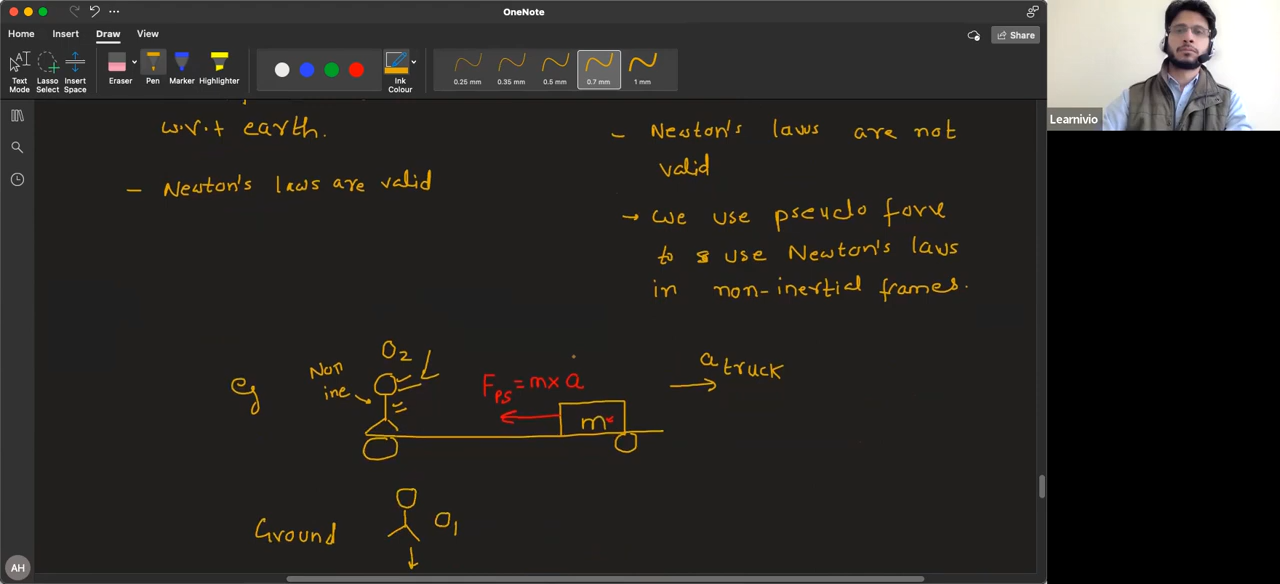 OneNote
Home
Insert
Draw
View
Share
Text Mode
Lasso Select
Insert Space
Eraser
Pen
Marker
Highlighter
Ink Colour
0.25 mm
0.35 mm
0.5 mm
0.7 mm
1 mm
Learnivio
w.r.t earth.
- Newton's laws are valid
- Newton's laws are not
valid
→ We use pseudo force
to use Newton's laws
in non-inertial frames.
Eg
Non
ine
O2
F_PS = m x a
m
a truck
Ground
O1
AH